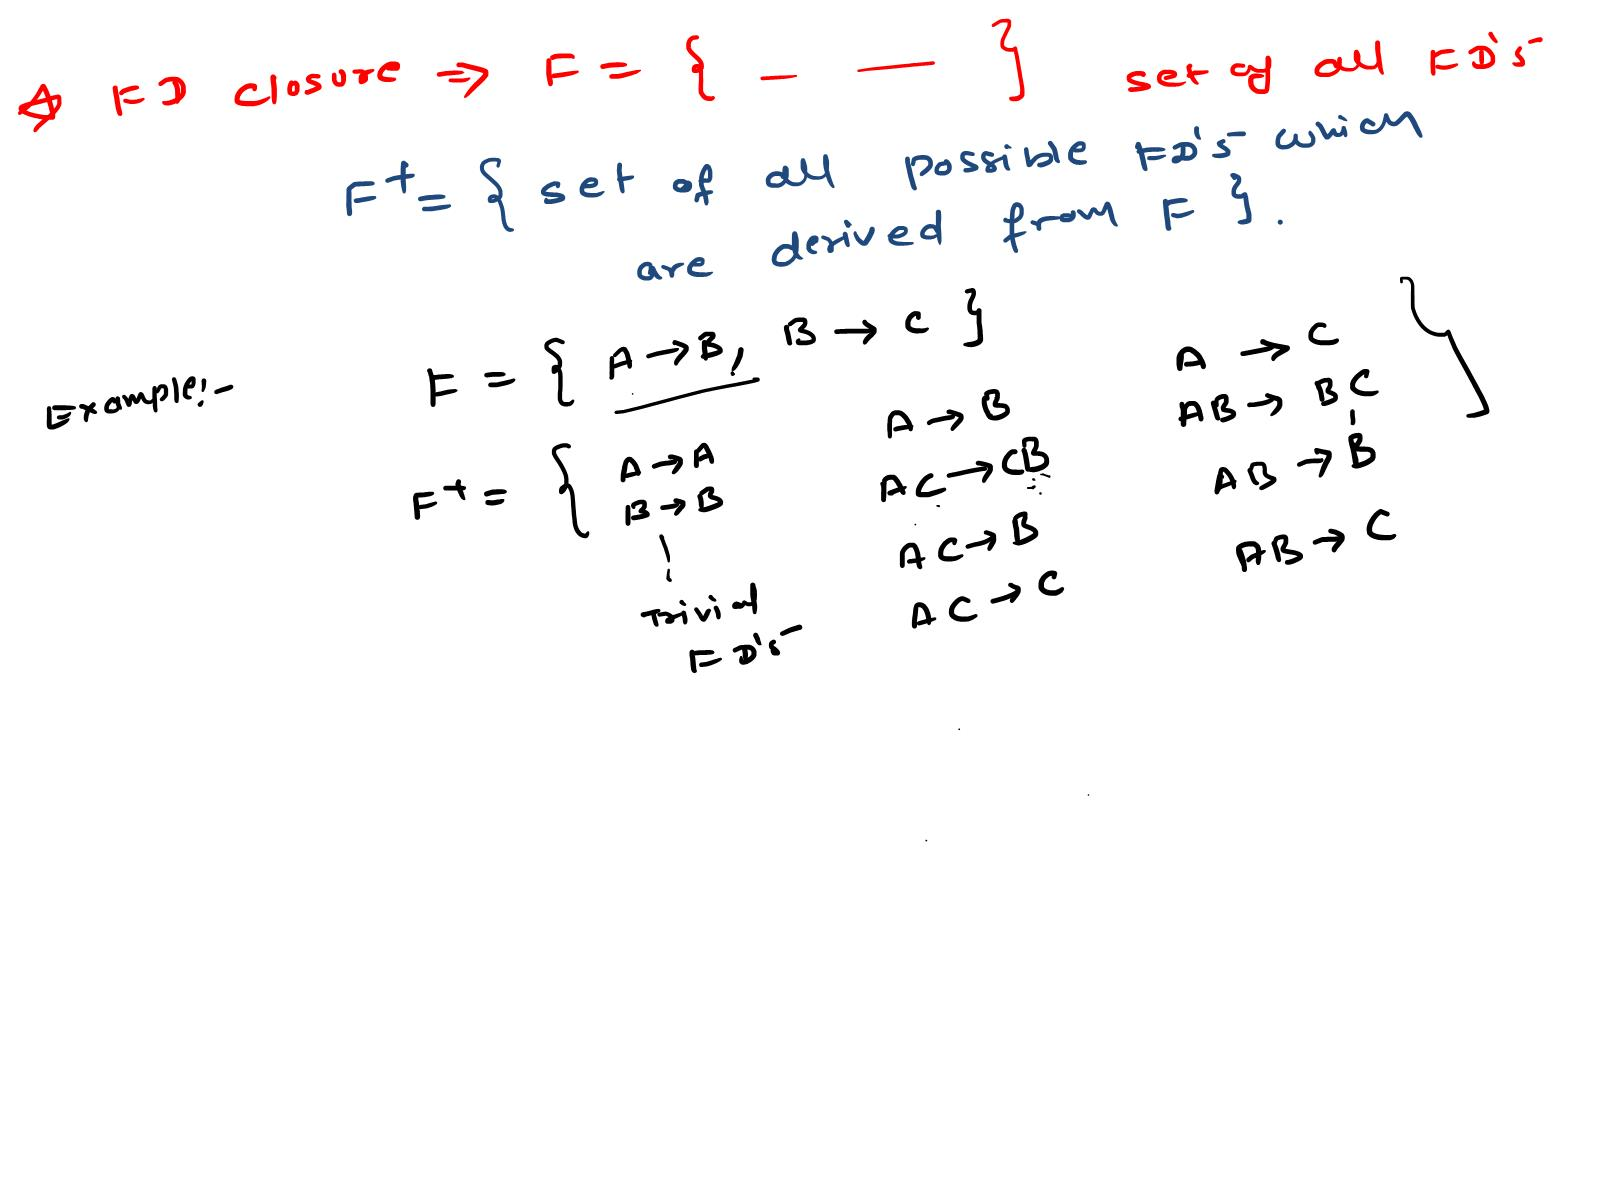 FD closure ⇒ F = { _ __ } set of all FD's
F⁺ = { set of all possible FD's which
are derived from F }.
Example:- F = { A → B, B → C }
F⁺ = { A → A A → B A → C }
B → B AC → CB AB → BC
AC → B AB → B
Trivial AC → C AB → C
FD's